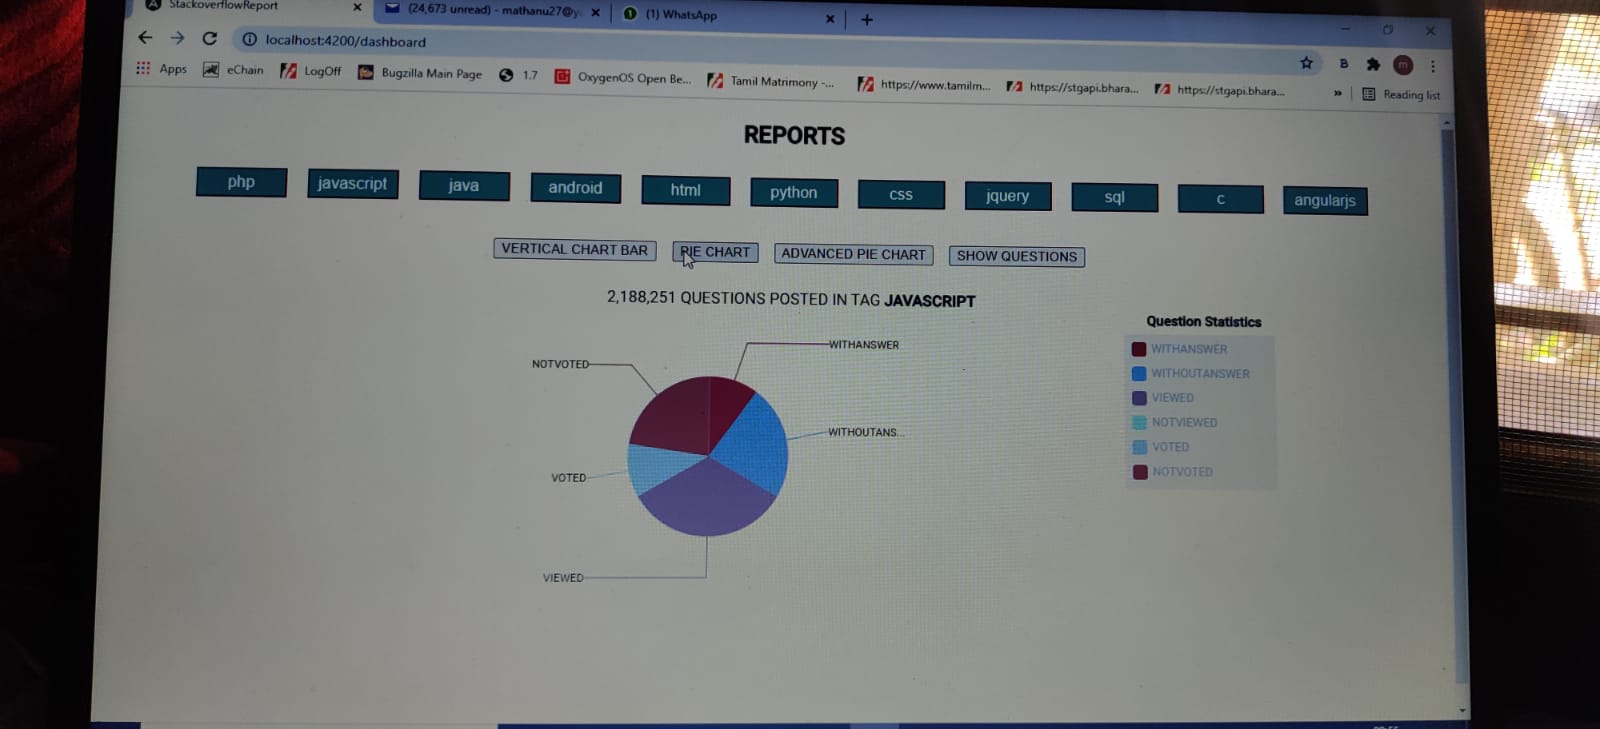 StackoverflowReport
(24,673 unread) - mathanu27@y
(1) WhatsApp
localhost:4200/dashboard
Apps eChain LogOff Bugzilla Main Page 1.7 OxygenOS Open Be... Tamil Matrimony -... https://www.tamilm... https://stgapi.bhara... https://stgapi.bhara... » Reading list
REPORTS
php javascript java android html python css jquery sql c angularjs
VERTICAL CHART BAR PIE CHART ADVANCED PIE CHART SHOW QUESTIONS
2,188,251 QUESTIONS POSTED IN TAG JAVASCRIPT
WITHANSWER
NOTVOTED
WITHOUTANS...
VOTED
VIEWED
Question Statistics
WITHANSWER
WITHOUTANSWER
VIEWED
NOTVIEWED
VOTED
NOTVOTED